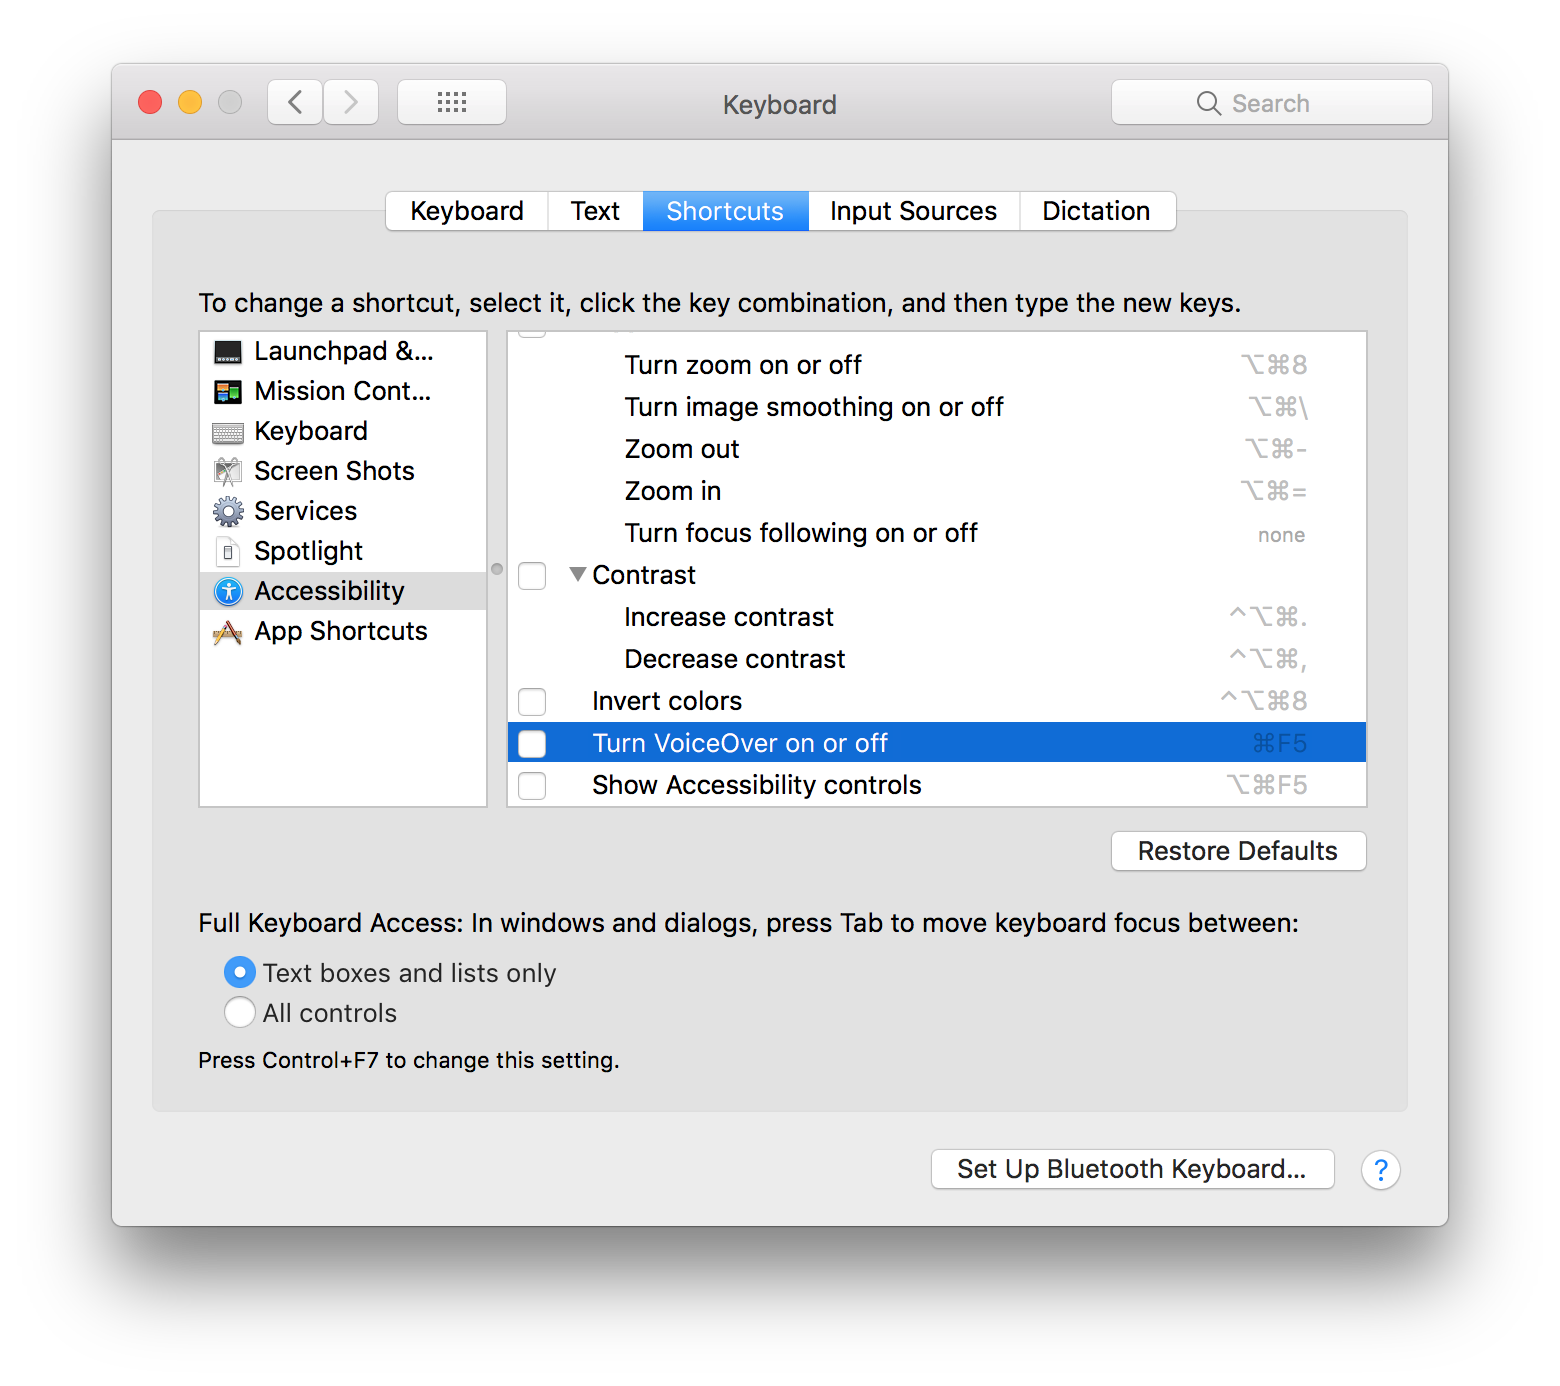 Keyboard
Search
Keyboard Text Shortcuts Input Sources Dictation
To change a shortcut, select it, click the key combination, and then type the new keys.
Launchpad &...
Mission Cont...
Keyboard
Screen Shots
Services
Spotlight
Accessibility
App Shortcuts
Turn zoom on or off ⌥⌘8
Turn image smoothing on or off ⌥⌘\
Zoom out ⌥⌘-
Zoom in ⌥⌘=
Turn focus following on or off none
Contrast
Increase contrast ^⌥⌘.
Decrease contrast ^⌥⌘,
Invert colors ^⌥⌘8
Turn VoiceOver on or off ⌘F5
Show Accessibility controls ⌥⌘F5
Restore Defaults
Full Keyboard Access: In windows and dialogs, press Tab to move keyboard focus between:
Text boxes and lists only
All controls
Press Control+F7 to change this setting.
Set Up Bluetooth Keyboard... ?